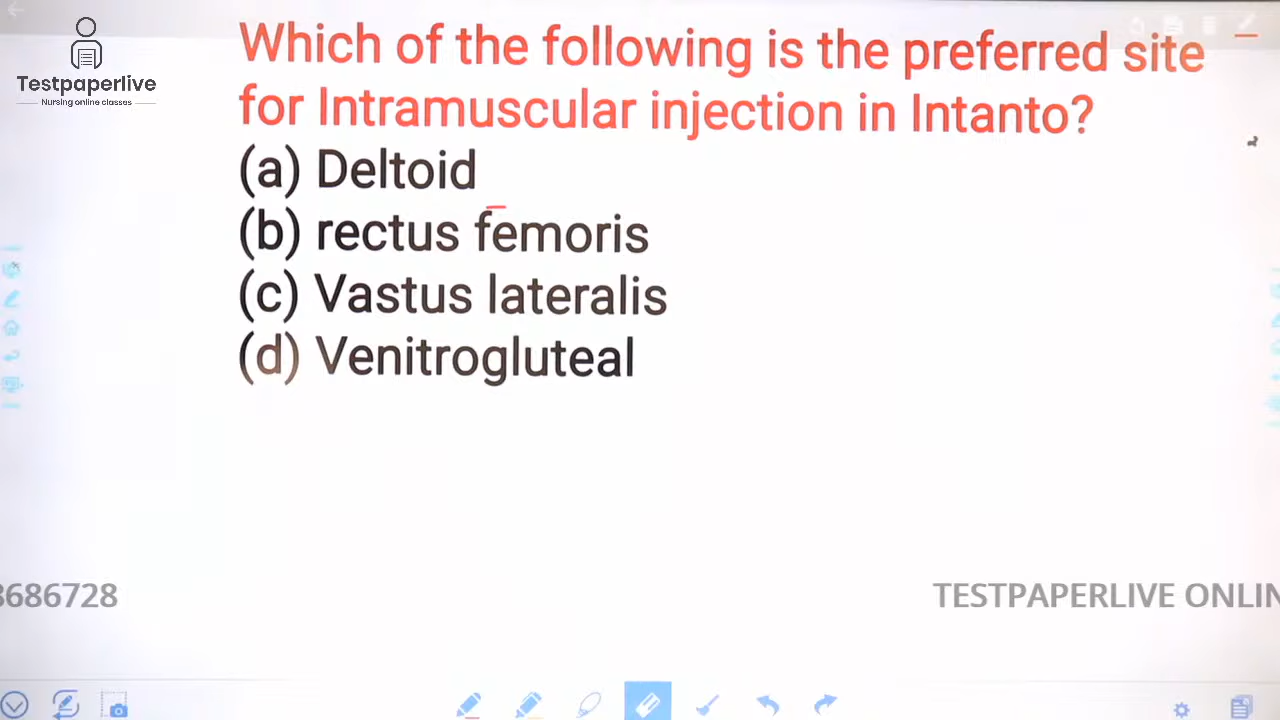 Testpaperlive
Nursing online classes
Which of the following is the preferred site
for Intramuscular injection in Intanto?
(a) Deltoid
(b) rectus femoris
(c) Vastus lateralis
(d) Venitrogluteal
8686728
TESTPAPERLIVE ONLIN